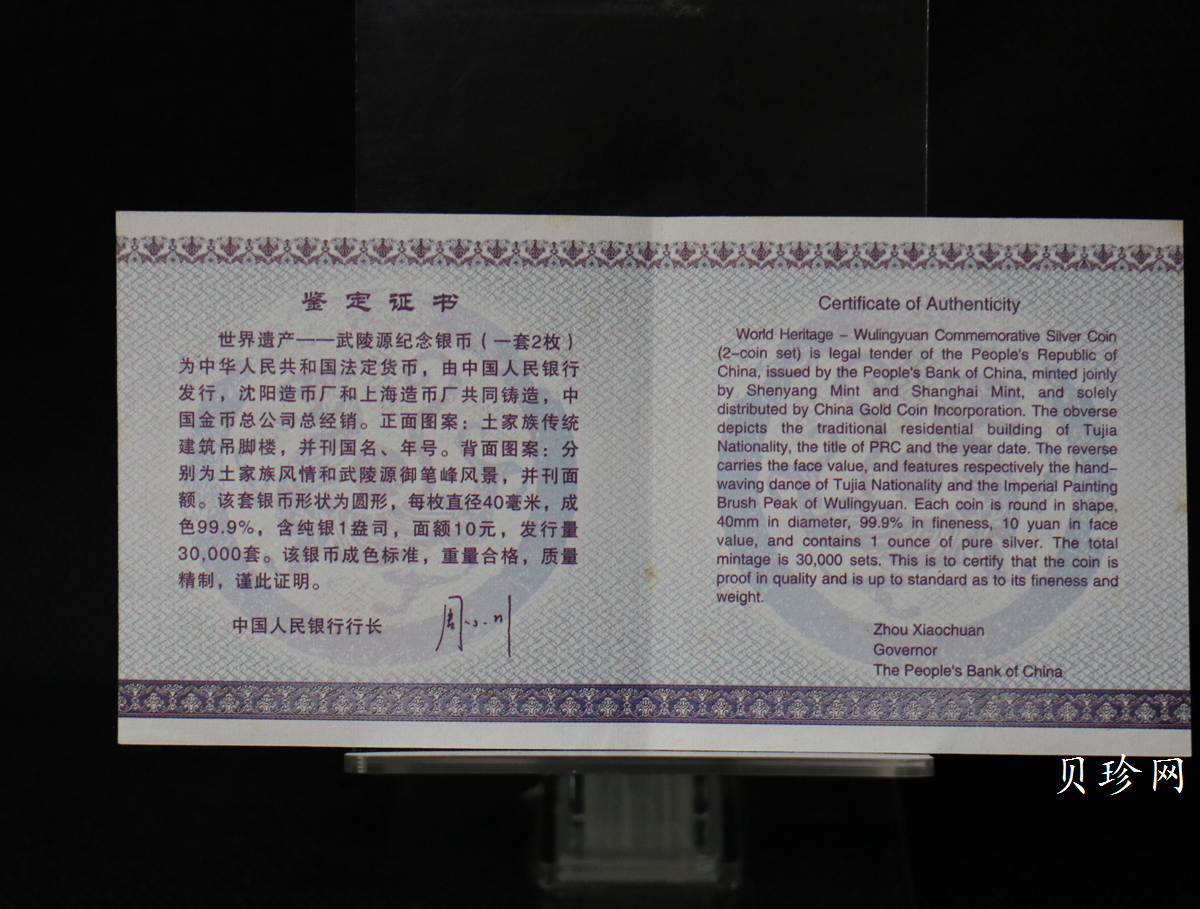 鉴定证书
世界遗产——武陵源纪念银币（一套2枚）
为中华人民共和国法定货币，由中国人民银行
发行，沈阳造币厂和上海造币厂共同铸造，中
国金币总公司总经销。正面图案：土家族传统
建筑吊脚楼，并刊国名、年号。背面图案：分
别为土家族风情和武陵源御笔峰风景，并刊面
额。该套银币形状为圆形，每枚直径40毫米，成
色99.9%，含纯银1盎司，面额10元，发行量
30,000套。该银币成色标准，重量合格，质量
精制，谨此证明。
中国人民银行行长 周小川
Certificate of Authenticity
World Heritage – Wulingyuan Commemorative Silver Coin
(2–coin set) is legal tender of the People's Republic of
China, issued by the People's Bank of China, minted joinly
by Shenyang Mint and Shanghai Mint, and solely
distributed by China Gold Coin Incorporation. The obverse
depicts the traditional residential building of Tujia
Nationality, the title of PRC and the year date. The reverse
carries the face value, and features respectively the hand–
waving dance of Tujia Nationality and the Imperial Painting
Brush Peak of Wulingyuan. Each coin is round in shape,
40mm in diameter, 99.9% in fineness, 10 yuan in face
value, and contains 1 ounce of pure silver. The total
mintage is 30,000 sets. This is to certify that the coin is
proof in quality and is up to standard as to its fineness and
weight.
Zhou Xiaochuan
Governor
The People's Bank of China
贝珍网